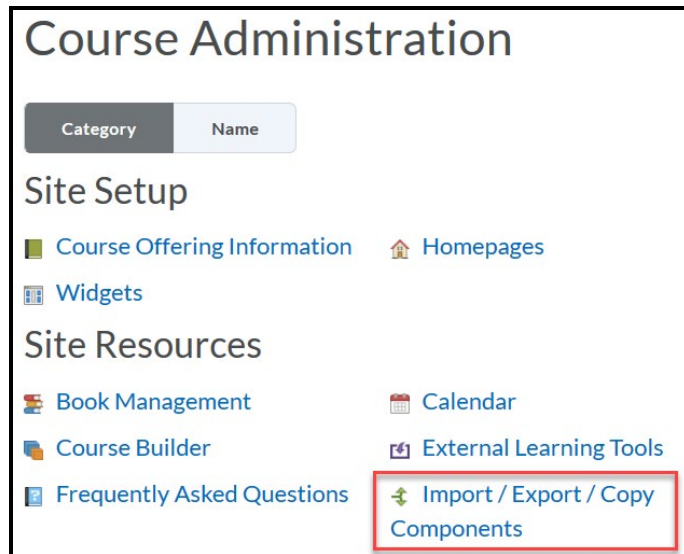 Course Administration
Category Name
Site Setup
Course Offering Information Homepages
Widgets
Site Resources
Book Management Calendar
Course Builder External Learning Tools
Frequently Asked Questions Import / Export / Copy
Components